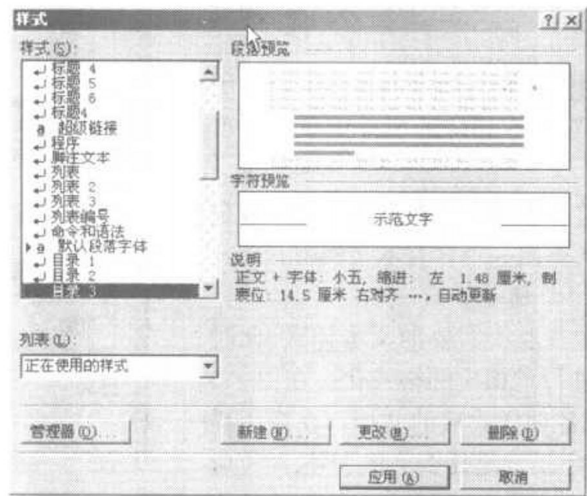 样式
样式(S):
标题 4
标题 5
标题 6
标题4
a 超级链接
程序
脚注文本
列表
列表 2
列表 3
列表编号
命令和语法
a 默认段落字体
目录 1
目录 2
目录 3
列表(L):
正在使用的样式
段落预览
字符预览
示范文字
说明
正文 + 字体: 小五, 缩进: 左 1.48 厘米, 制
表位: 14.5 厘米 右对齐 …, 自动更新
管理器(O)...
新建(N)...
更改(M)...
删除(D)
应用(A)
取消